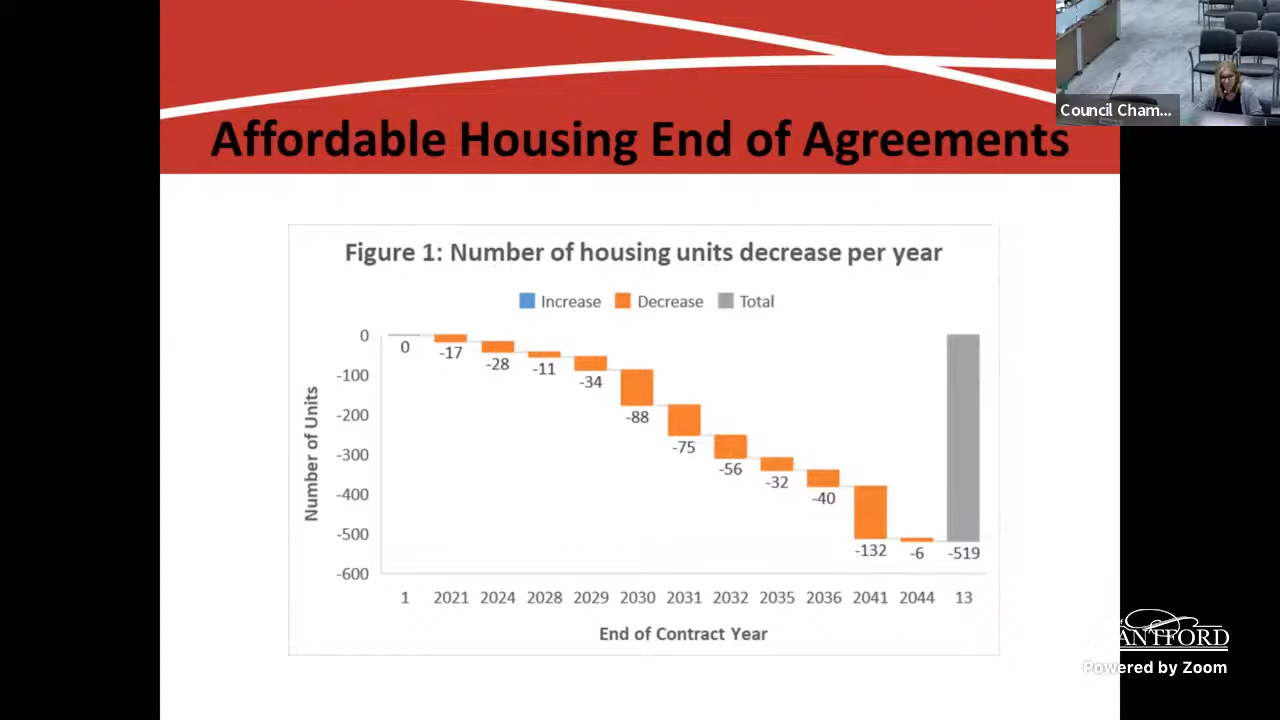 Council Cham...
Affordable Housing End of Agreements
Figure 1: Number of housing units decrease per year
Increase Decrease Total
Number of Units
0
-100
-200
-300
-400
-500
-600
0
-17
-28
-11
-34
-88
-75
-56
-32
-40
-132
-6
-519
1 2021 2024 2028 2029 2030 2031 2032 2035 2036 2041 2044 13
End of Contract Year
ANTFORD
Powered by Zoom